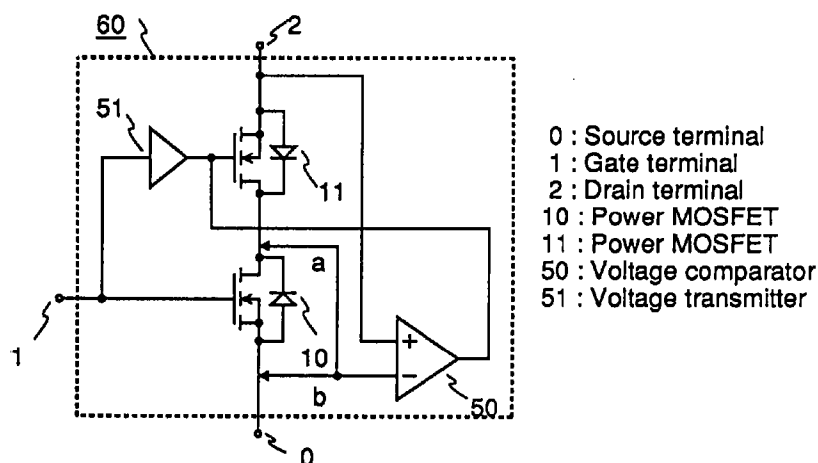 60
2
51
11
a
10
1
b
50
0
+
−
0 : Source terminal
1 : Gate terminal
2 : Drain terminal
10 : Power MOSFET
11 : Power MOSFET
50 : Voltage comparator
51 : Voltage transmitter